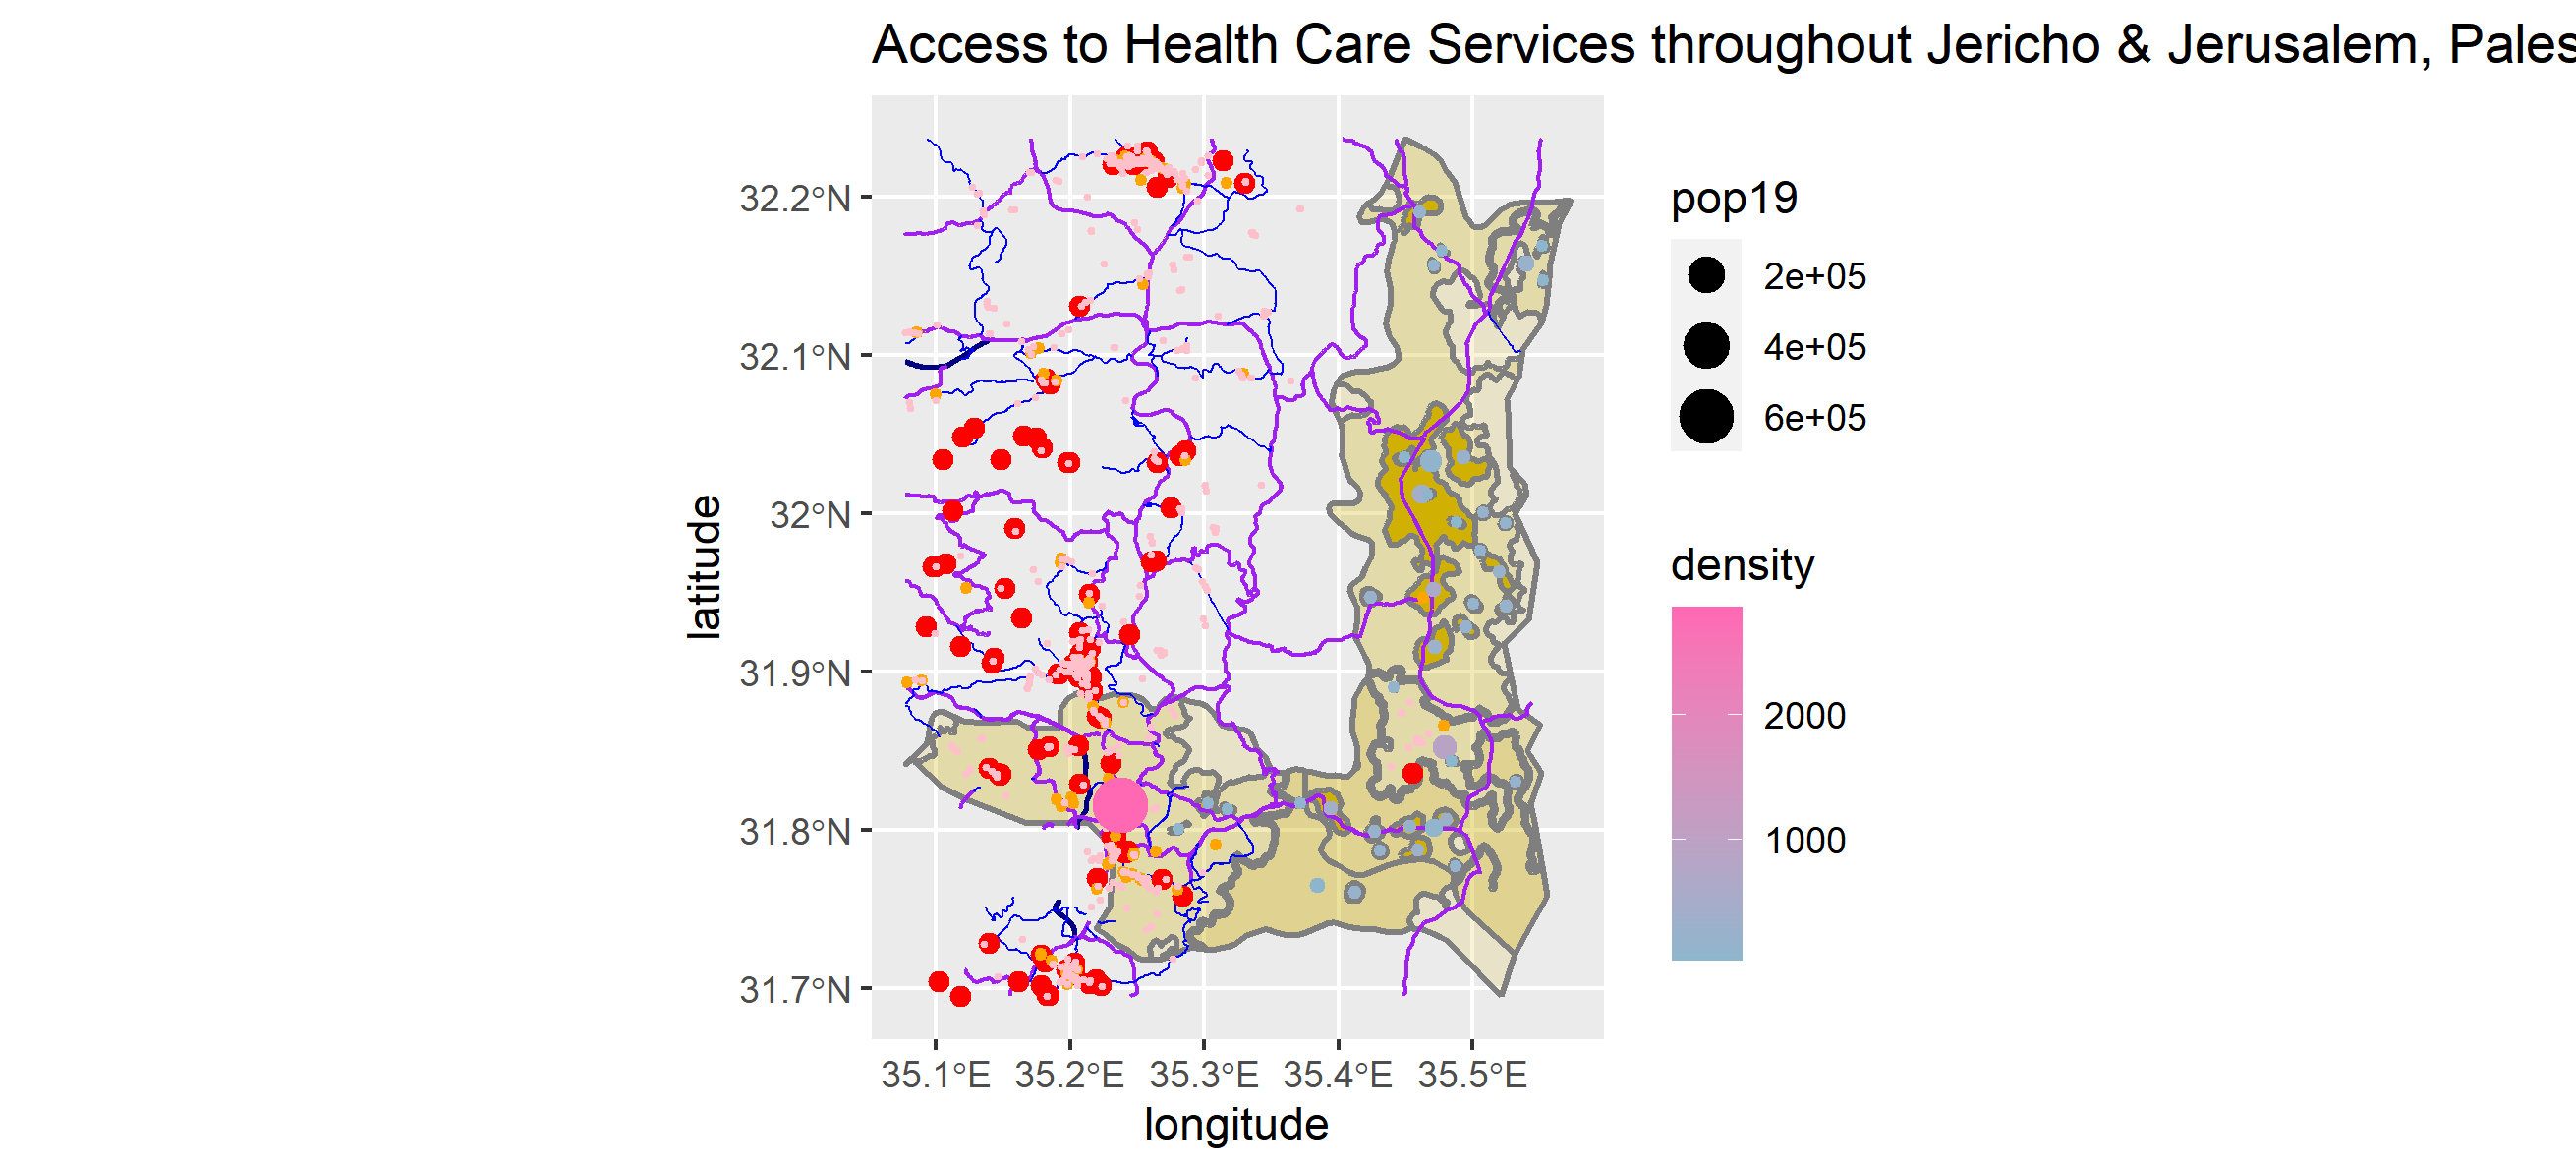 Access to Health Care Services throughout Jericho & Jerusalem, Pales
32.2°N
32.1°N
32°N
31.9°N
31.8°N
31.7°N
latitude
35.1°E 35.2°E 35.3°E 35.4°E 35.5°E
longitude
pop19
2e+05
4e+05
6e+05
density
2000
1000